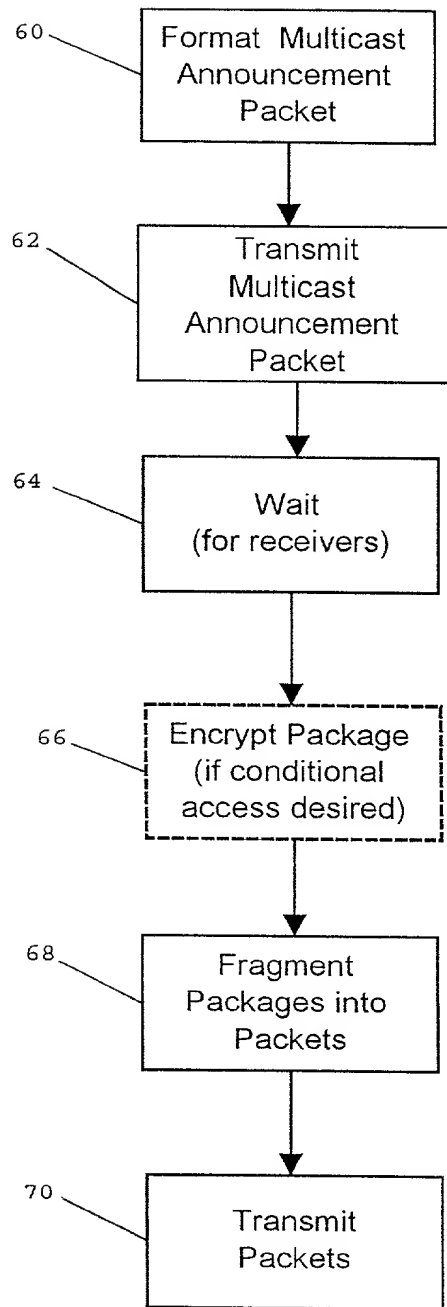 60
Format Multicast
Announcement
Packet
62
Transmit
Multicast
Announcement
Packet
64
Wait
(for receivers)
66
Encrypt Package
(if conditional
access desired)
68
Fragment
Packages into
Packets
70
Transmit
Packets